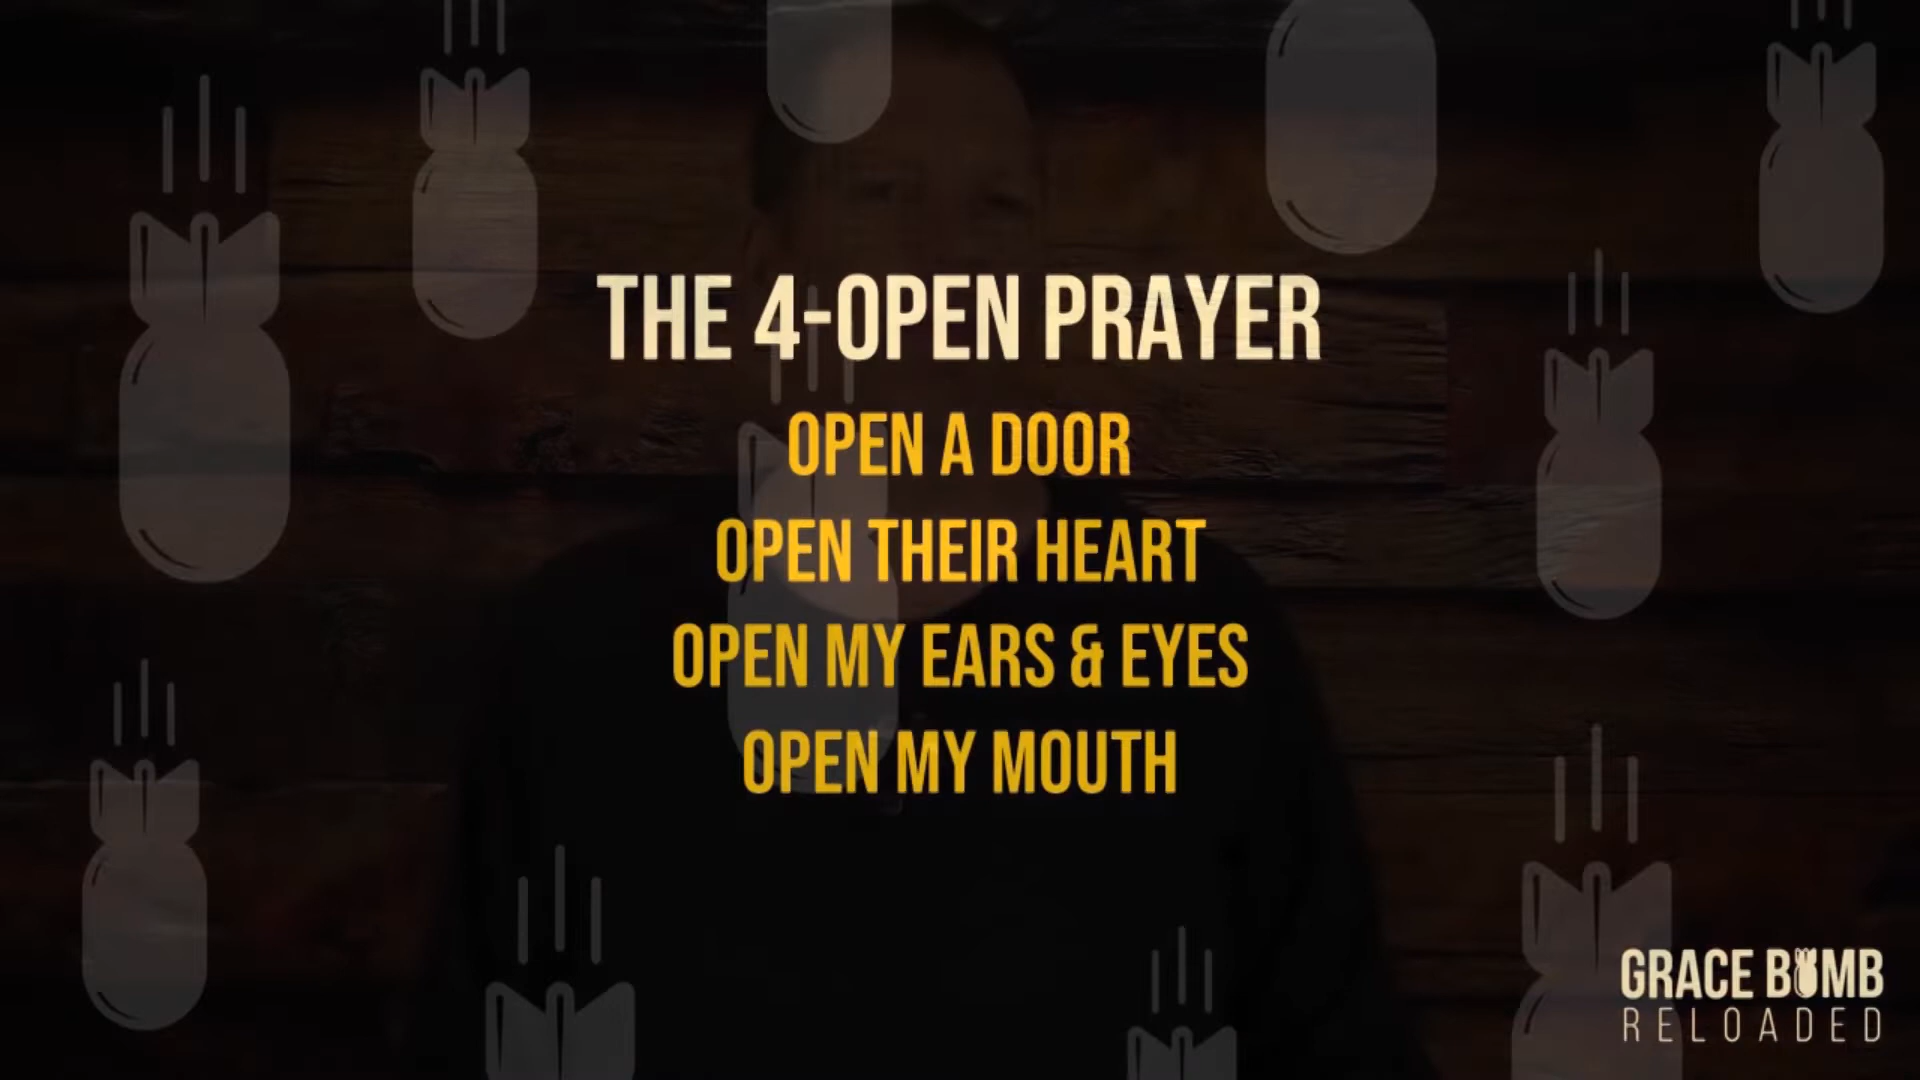 THE 4-OPEN PRAYER
OPEN A DOOR
OPEN THEIR HEART
OPEN MY EARS & EYES
OPEN MY MOUTH
GRACE BOMB
RELOADED